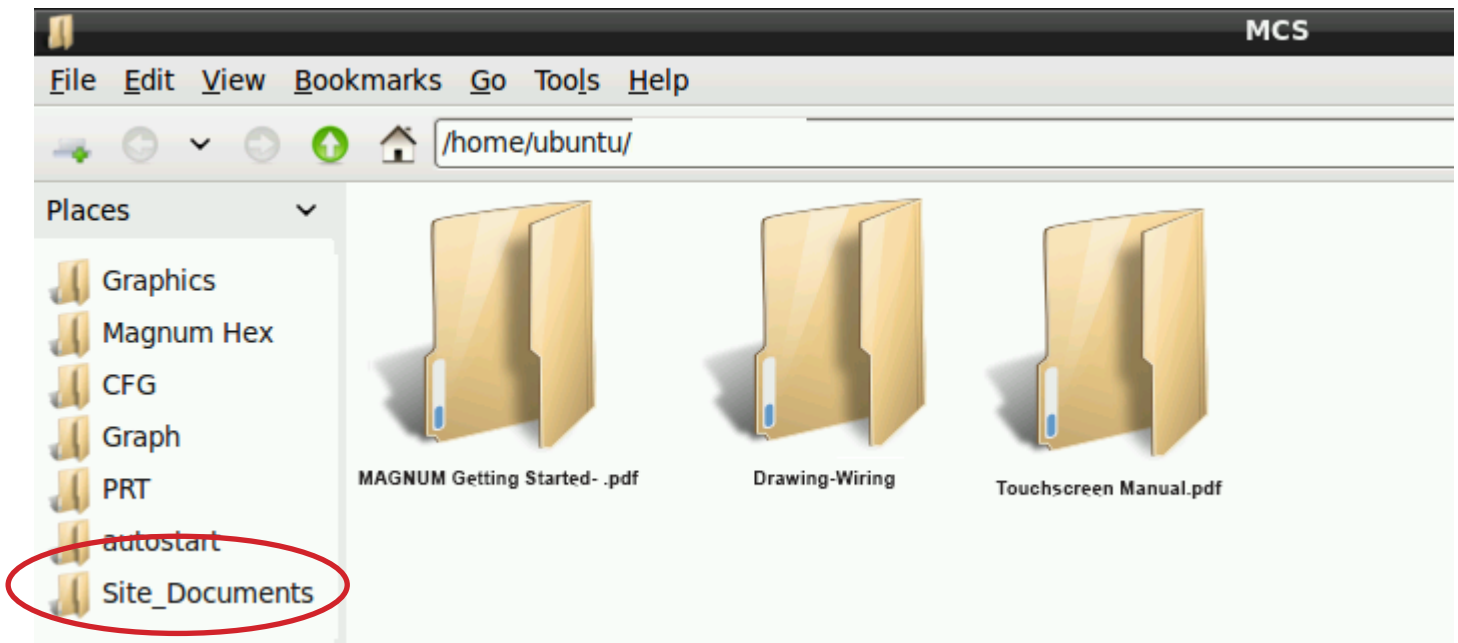 MCS
File Edit View Bookmarks Go Tools Help
/home/ubuntu/
Places
Graphics
Magnum Hex
CFG
Graph
PRT
autostart
Site_Documents
MAGNUM Getting Started- .pdf
Drawing-Wiring
Touchscreen Manual.pdf